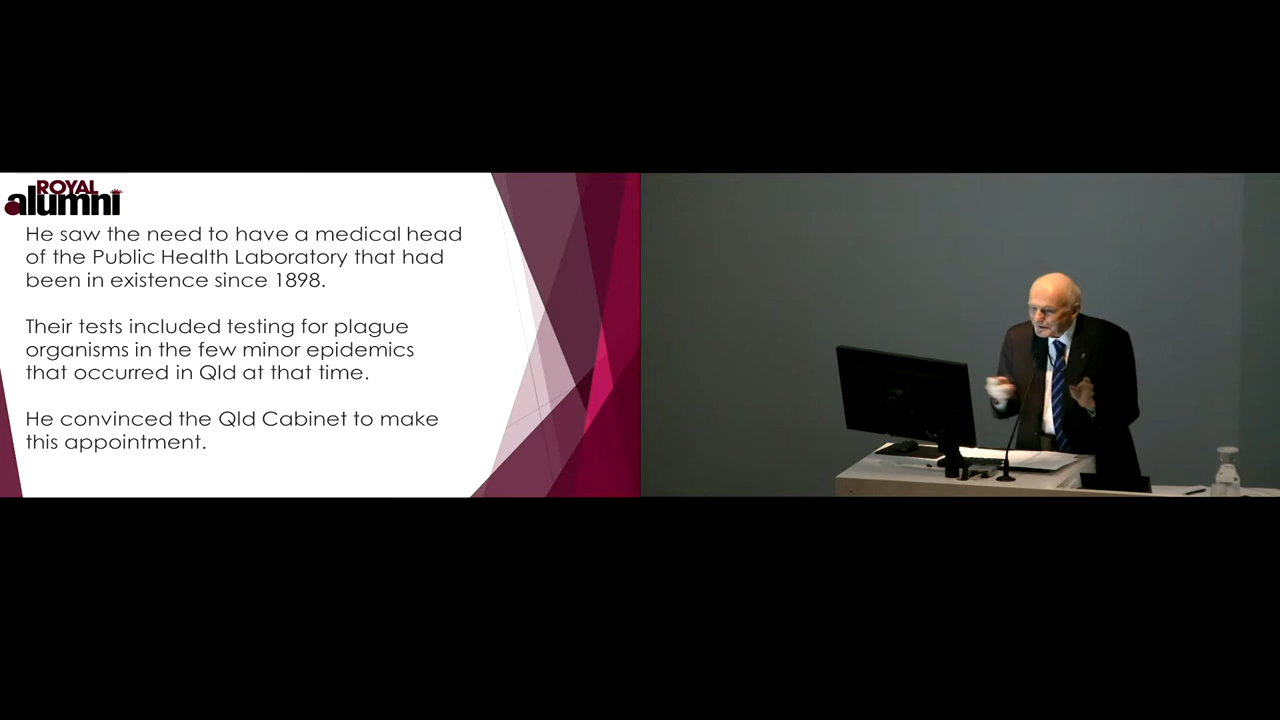 ROYAL
alumni
He saw the need to have a medical head
of the Public Health Laboratory that had
been in existence since 1898.
Their tests included testing for plague
organisms in the few minor epidemics
that occurred in Qld at that time.
He convinced the Qld Cabinet to make
this appointment.